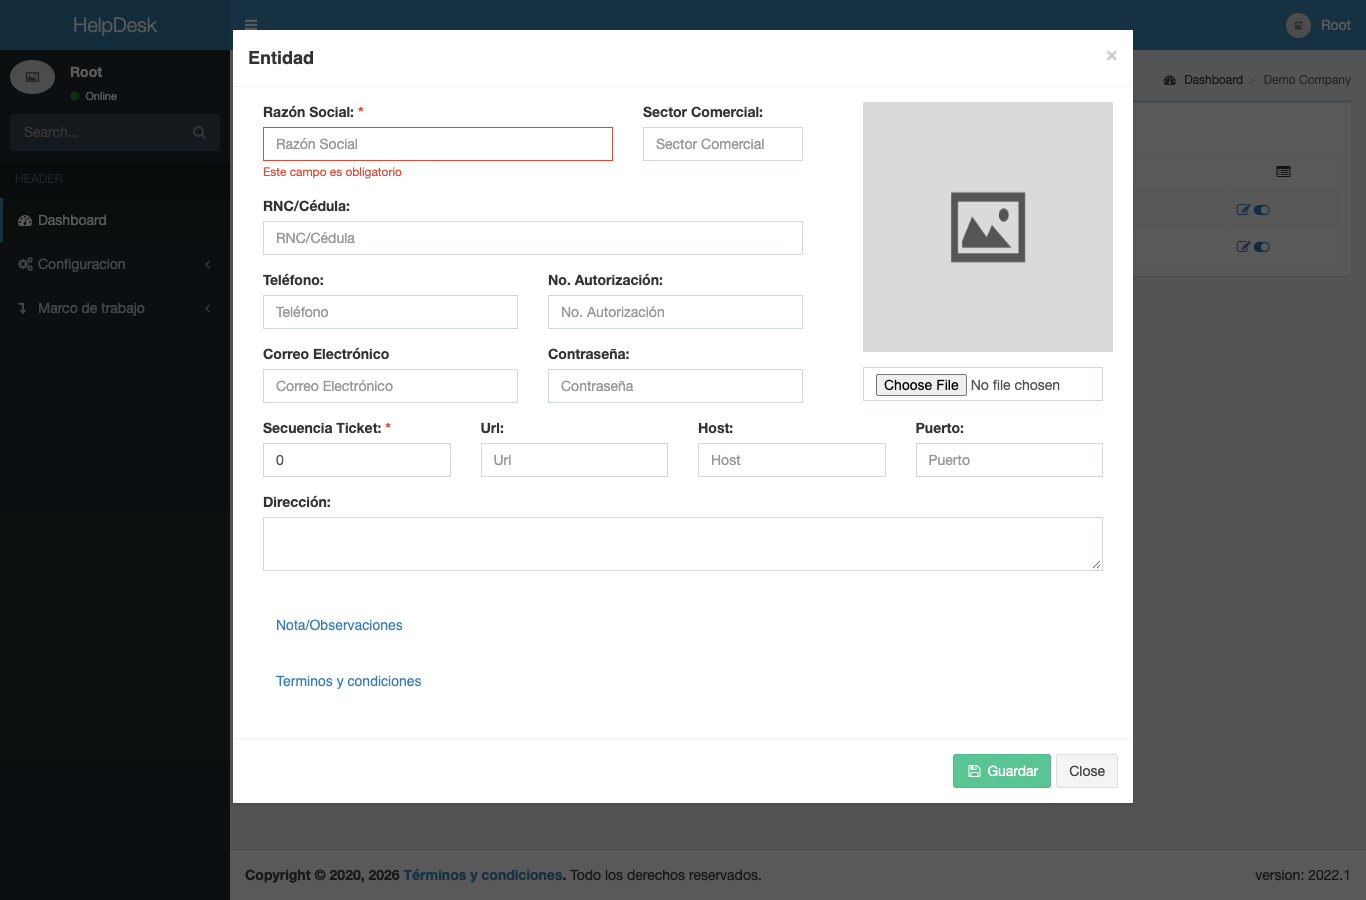 HelpDesk
Root
Root
Online
Search...
HEADER
Dashboard
Configuracion
Marco de trabajo
Dashboard > Demo Company
Entidad
×
Razón Social: *
Razón Social
Este campo es obligatorio
Sector Comercial:
Sector Comercial
RNC/Cédula:
RNC/Cédula
Teléfono:
Teléfono
No. Autorización:
No. Autorización
Correo Electrónico
Correo Electrónico
Contraseña:
Contraseña
Choose File No file chosen
Secuencia Ticket: *
0
Url:
Url
Host:
Host
Puerto:
Puerto
Dirección:
Nota/Observaciones
Terminos y condiciones
Guardar
Close
Copyright © 2020, 2026 Términos y condiciones. Todo los derechos reservados.
version: 2022.1